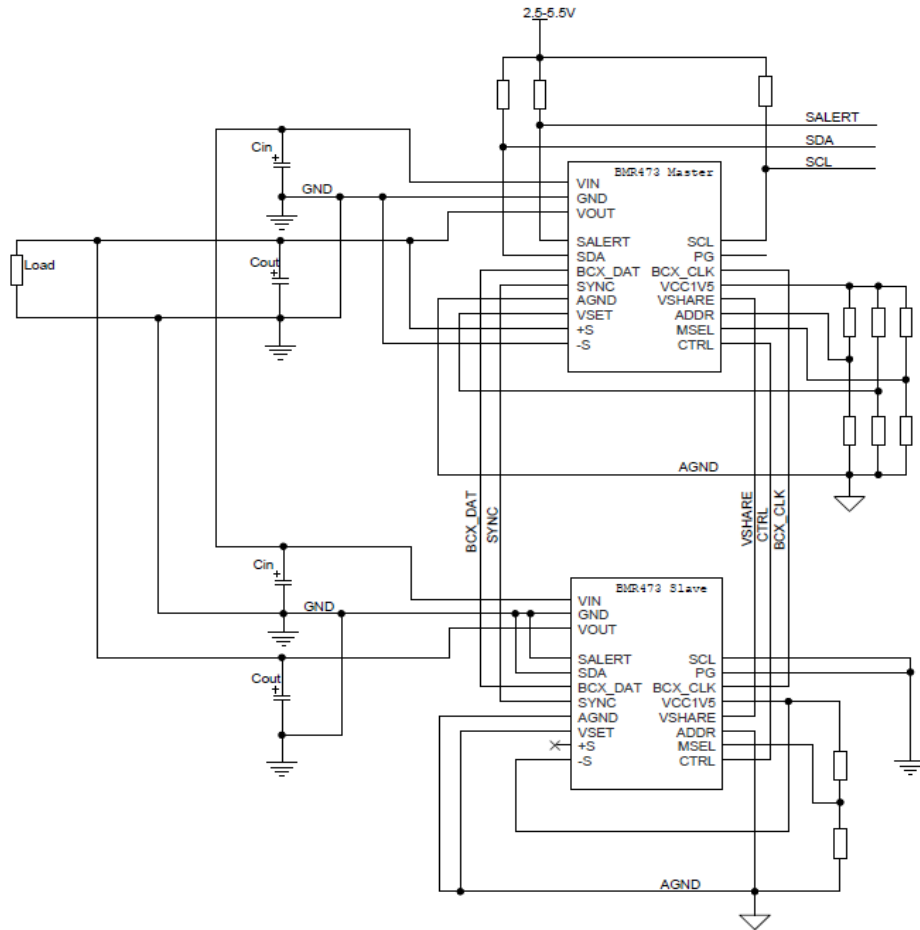 2.5-5.5V
SALERT
SDA
SCL
Cin
+
GND
BMR473 Master
VIN
GND
VOUT
SALERT
SDA
BCX_DAT
SYNC
AGND
VSET
+S
-S
SCL
PG
BCX_CLK
VCC1V5
VSHARE
ADDR
MSEL
CTRL
Load
Cout
+
AGND
BCX_DAT
SYNC
VSHARE
CTRL
BCX_CLK
Cin
+
GND
BMR473 Slave
VIN
GND
VOUT
SALERT
SDA
BCX_DAT
SYNC
AGND
VSET
+S
-S
SCL
PG
BCX_CLK
VCC1V5
VSHARE
ADDR
MSEL
CTRL
Cout
+
AGND